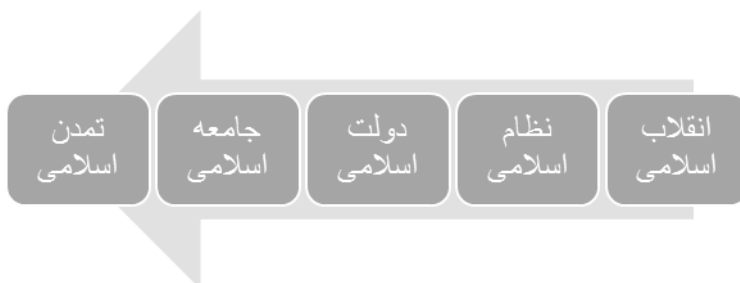 انقلاب
اسلامی
نظام
اسلامی
دولت
اسلامی
جامعه
اسلامی
تمدن
اسلامی